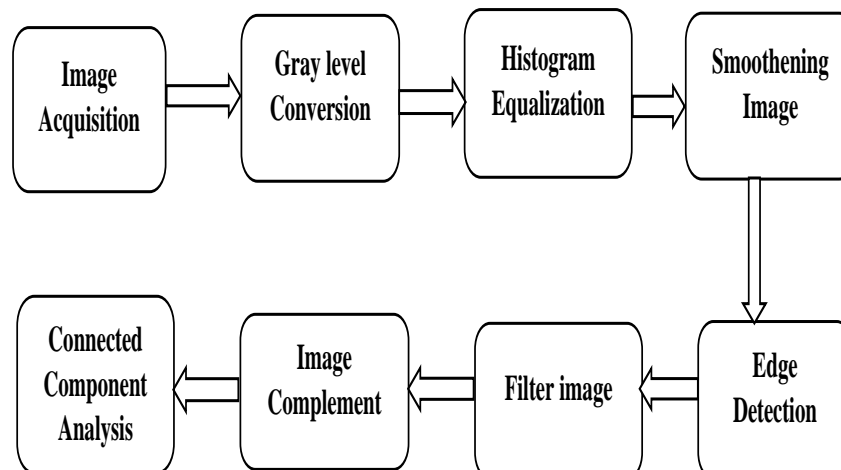 Image
Acquisition
Gray level
Conversion
Histogram
Equalization
Smoothening
Image
Edge
Detection
Filter image
Image
Complement
Connected
Component
Analysis